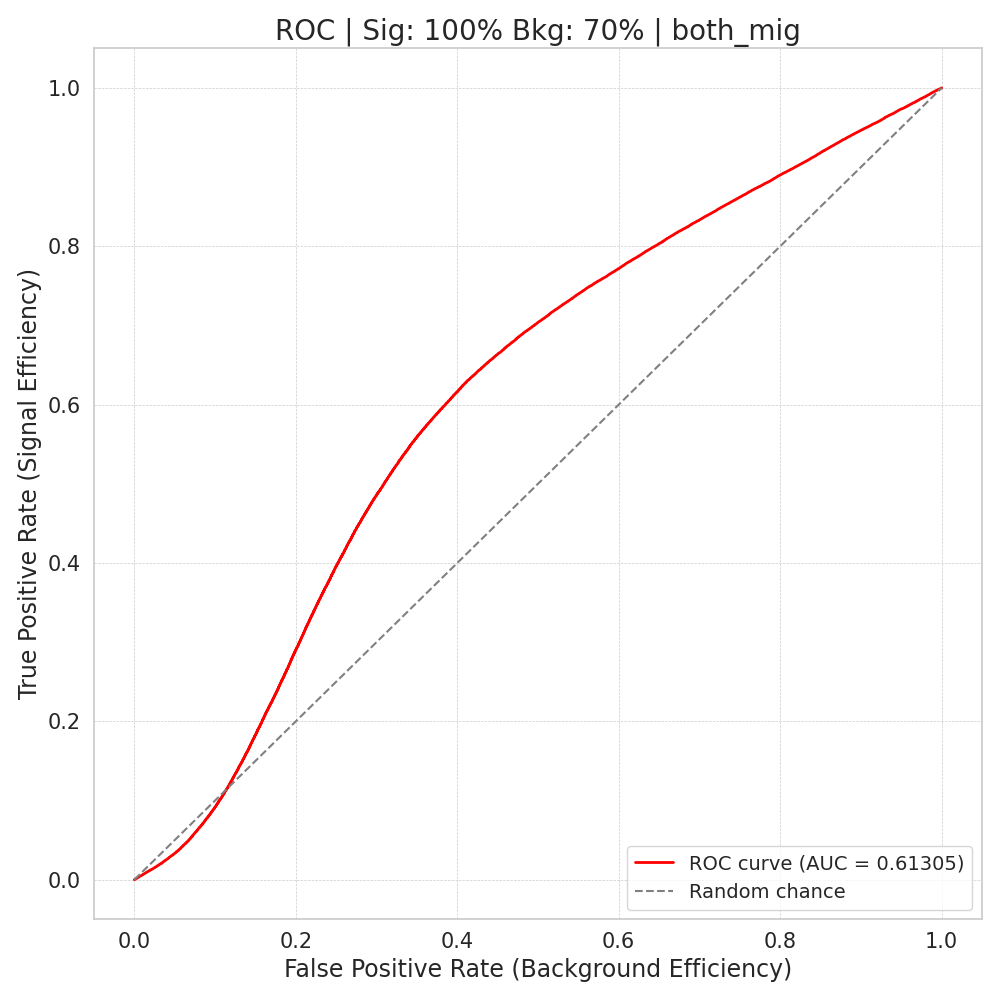 ROC | Sig: 100% Bkg: 70% | both_mig
True Positive Rate (Signal Efficiency)
1.0
0.8
0.6
0.4
0.2
0.0
ROC curve (AUC = 0.61305)
Random chance
0.0 0.2 0.4 0.6 0.8 1.0
False Positive Rate (Background Efficiency)